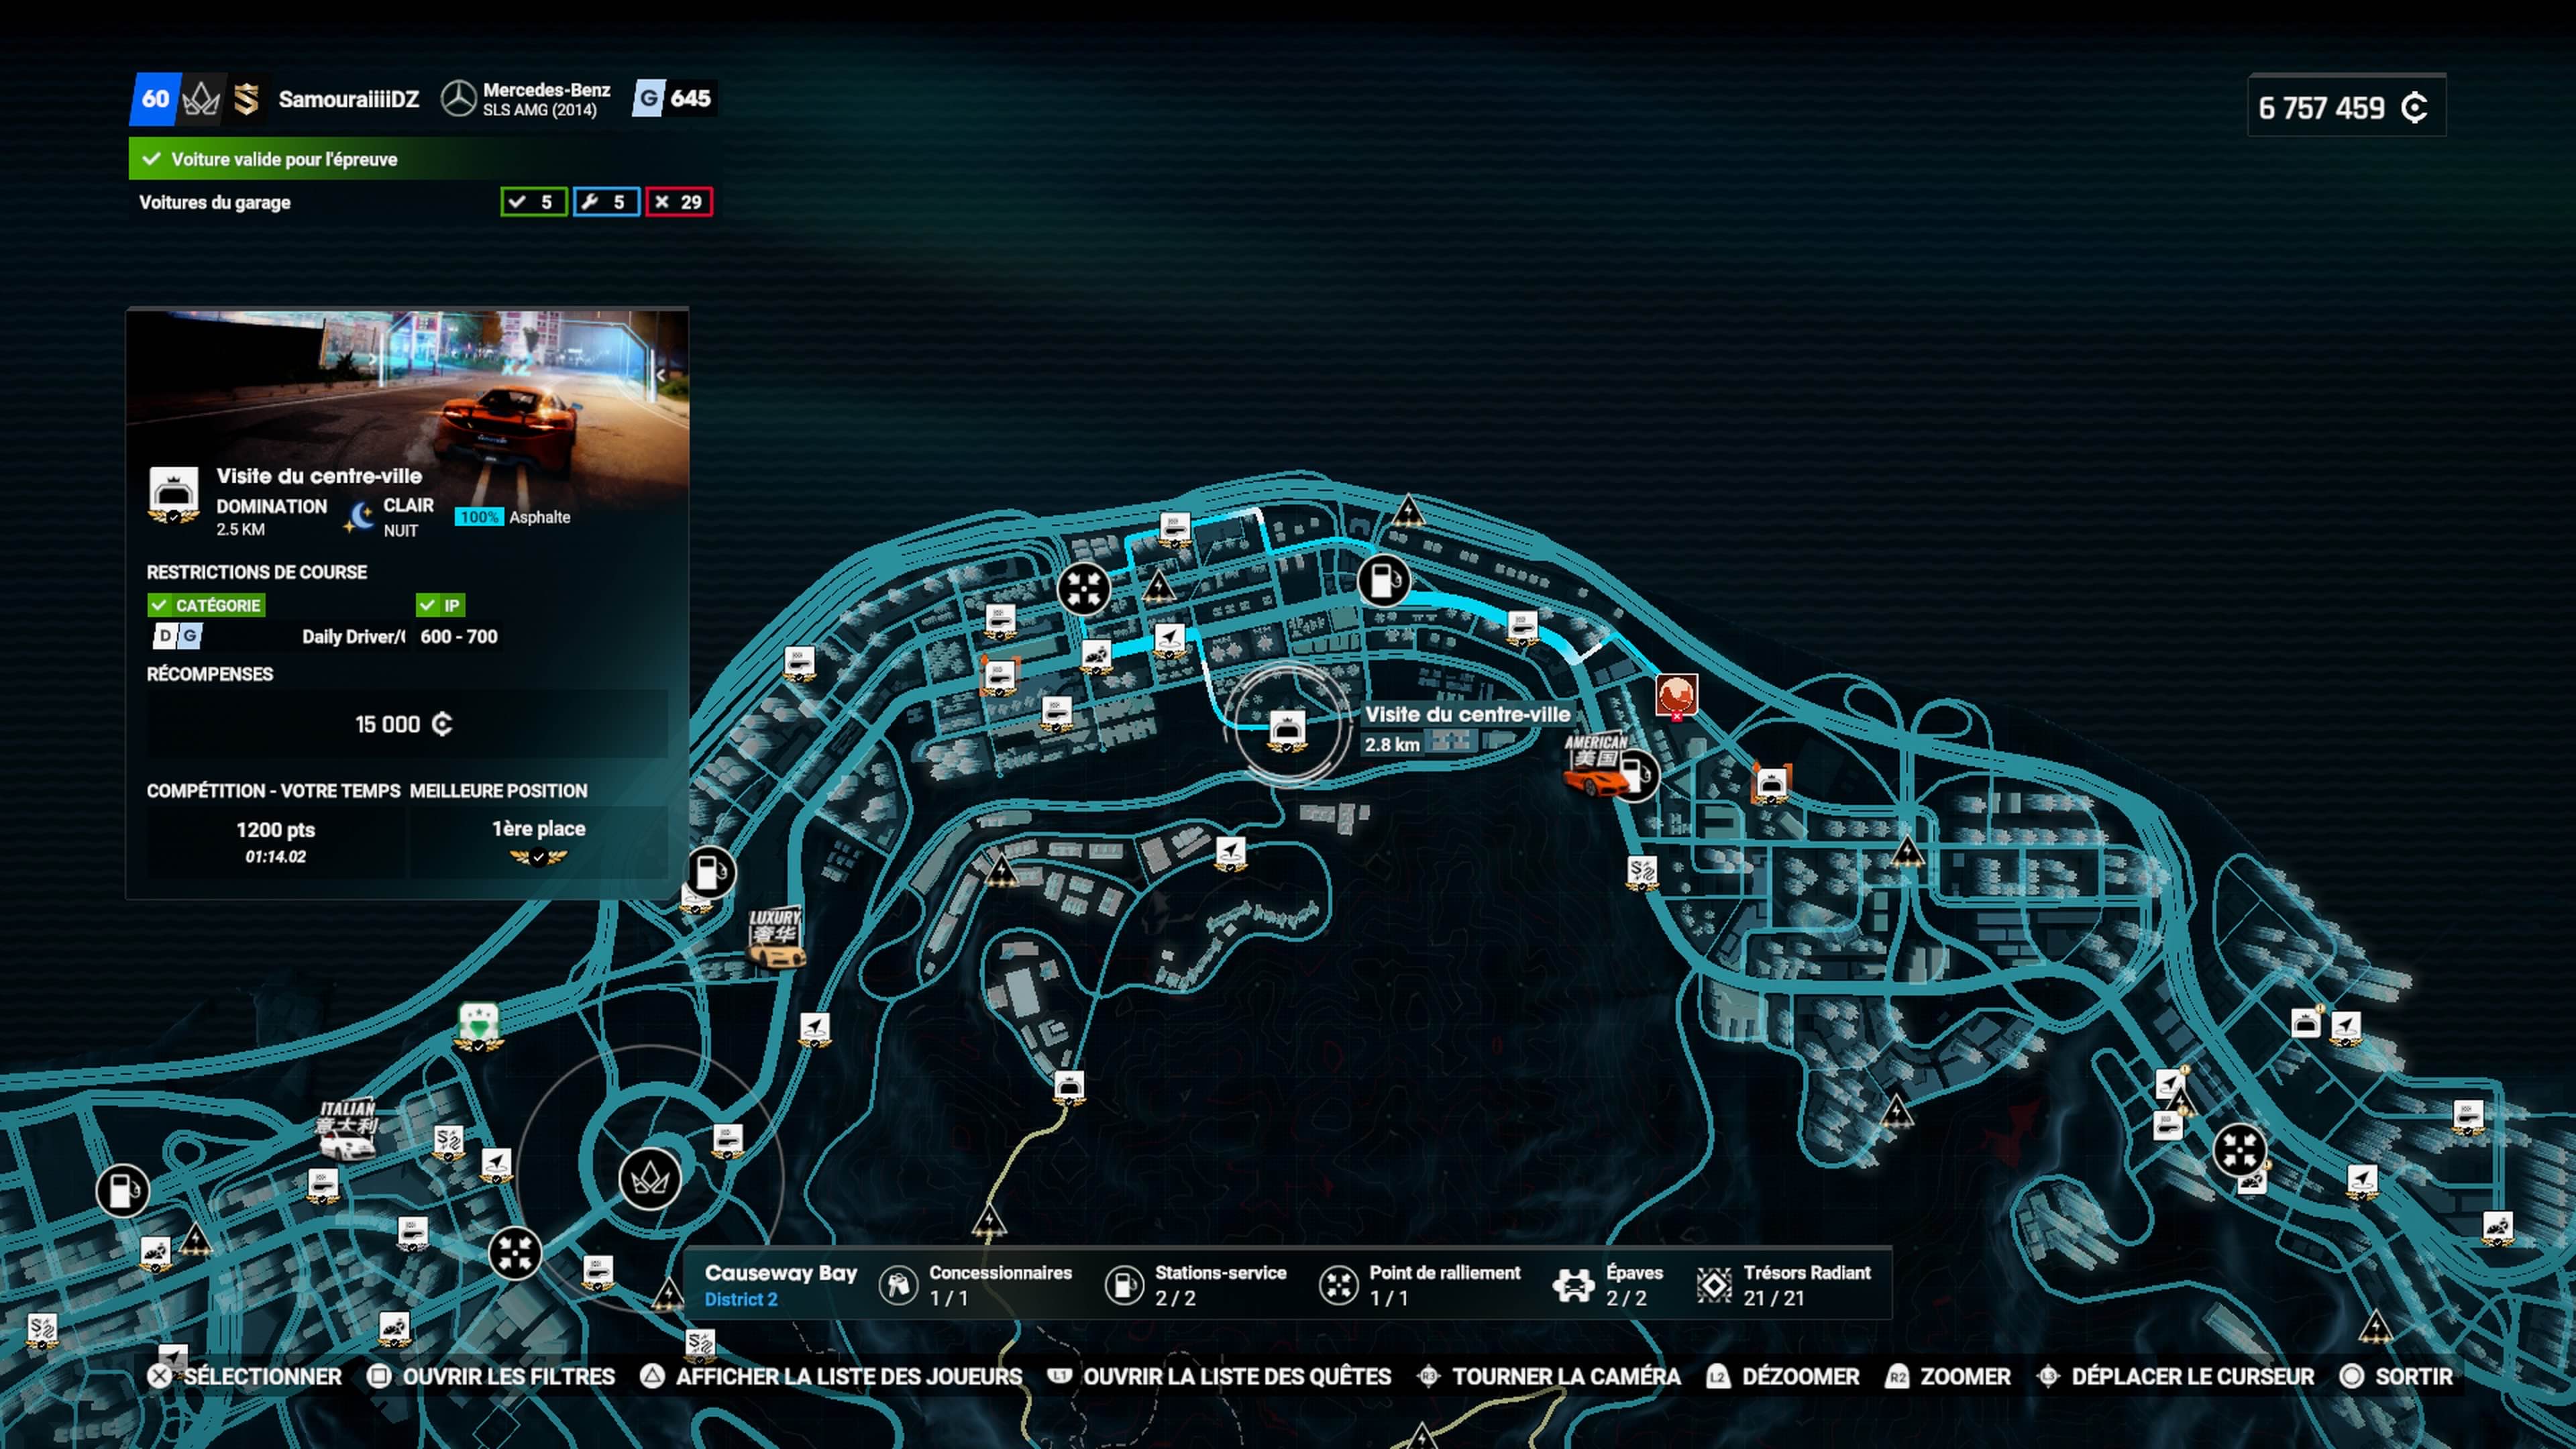 60
SamouraiiiiDZ
Mercedes-Benz
SLS AMG (2014)
G 645
6 757 459
Voiture valide pour l'épreuve
Voitures du garage
5
5
29
x2
Visite du centre-ville
DOMINATION
2.5 KM
CLAIR
NUIT
100% Asphalte
RESTRICTIONS DE COURSE
CATÉGORIE
IP
D G
Daily Driver/(
600 - 700
RÉCOMPENSES
15 000
COMPÉTITION - VOTRE TEMPS
MEILLEURE POSITION
1200 pts
01:14.02
1ère place
Visite du centre-ville
2.8 km
AMERICAN
美国
LUXURY
奢华
ITALIAN
意大利
Causeway Bay
District 2
Concessionnaires
1 / 1
Stations-service
2 / 2
Point de ralliement
1 / 1
Épaves
2 / 2
Trésors Radiant
21 / 21
SÉLECTIONNER
OUVRIR LES FILTRES
AFFICHER LA LISTE DES JOUEURS
L1 OUVRIR LA LISTE DES QUÊTES
R3 TOURNER LA CAMÉRA
L2 DÉZOOMER
R2 ZOOMER
L3 DÉPLACER LE CURSEUR
SORTIR